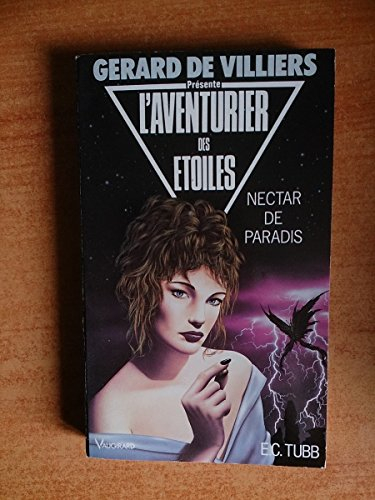 GERARD DE VILLIERS
Présente
L'AVENTURIER
DES
ETOILES
NECTAR
DE
PARADIS
VAUGIRARD
E.C. TUBB